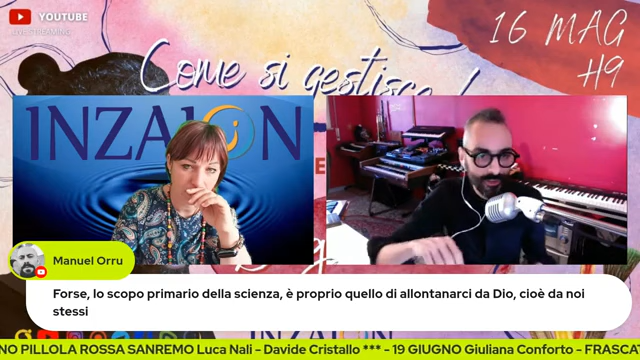 YOUTUBE
LIVE STREAMING
16 MAG
H9
Come si gestisce
INZAION
Manuel Orru
Forse, lo scopo primario della scienza, è proprio quello di allontanarci da Dio, cioè da noi
stessi
NO PILLOLA ROSSA SANREMO Luca Nali - Davide Cristallo *** - 19 GIUGNO Giuliana Conforto - FRASCA